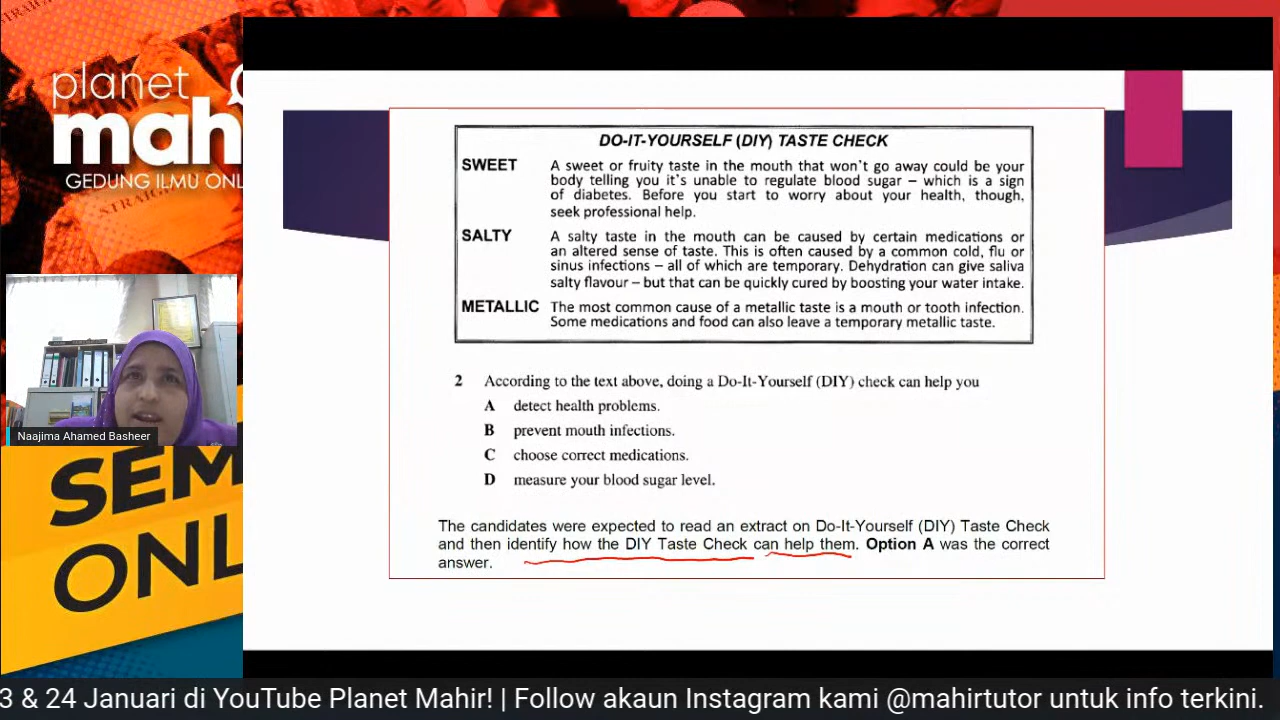 planet
mah
GEDUNG ILMU ONL
DO-IT-YOURSELF (DIY) TASTE CHECK
SWEET A sweet or fruity taste in the mouth that won't go away could be your
body telling you it's unable to regulate blood sugar – which is a sign
of diabetes. Before you start to worry about your health, though,
seek professional help.
SALTY A salty taste in the mouth can be caused by certain medications or
an altered sense of taste. This is often caused by a common cold, flu or
sinus infections – all of which are temporary. Dehydration can give saliva
salty flavour – but that can be quickly cured by boosting your water intake.
METALLIC The most common cause of a metallic taste is a mouth or tooth infection.
Some medications and food can also leave a temporary metallic taste.
2 According to the text above, doing a Do-It-Yourself (DIY) check can help you
A detect health problems.
B prevent mouth infections.
C choose correct medications.
D measure your blood sugar level.
The candidates were expected to read an extract on Do-It-Yourself (DIY) Taste Check
and then identify how the DIY Taste Check can help them. Option A was the correct
answer.
Naajima Ahamed Basheer
SEM
ONL
3 & 24 Januari di YouTube Planet Mahir! | Follow akaun Instagram kami @mahirtutor untuk info terkini.